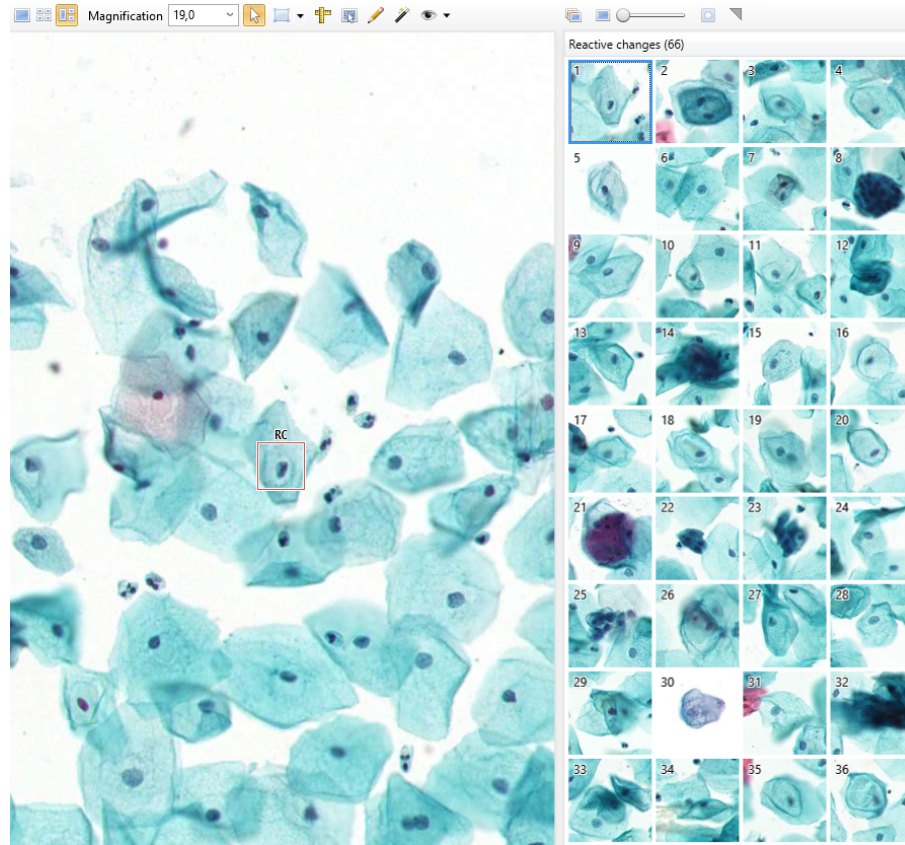 Magnification 19,0
Reactive changes (66)
1 2 3 4
5 6 7 8
9 10 11 12
13 14 15 16
RC
17 18 19 20
21 22 23 24
25 26 27 28
29 30 31 32
33 34 35 36